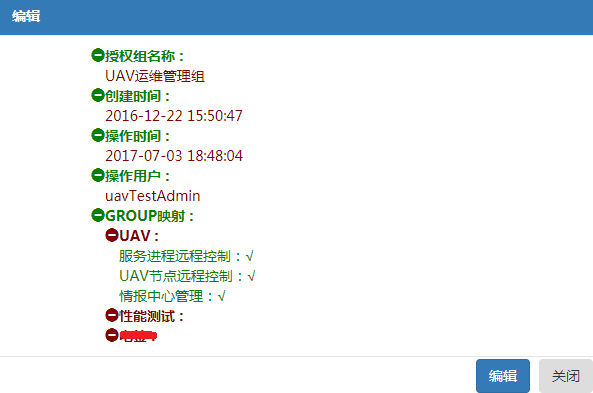 编辑
授权组名称：
UAV运维管理组
创建时间：
2016-12-22 15:50:47
操作时间：
2017-07-03 18:48:04
操作用户：
uavTestAdmin
GROUP映射：
UAV：
服务进程远程控制：√
UAV节点远程控制：√
情报中心管理：√
性能测试：
编辑 关闭